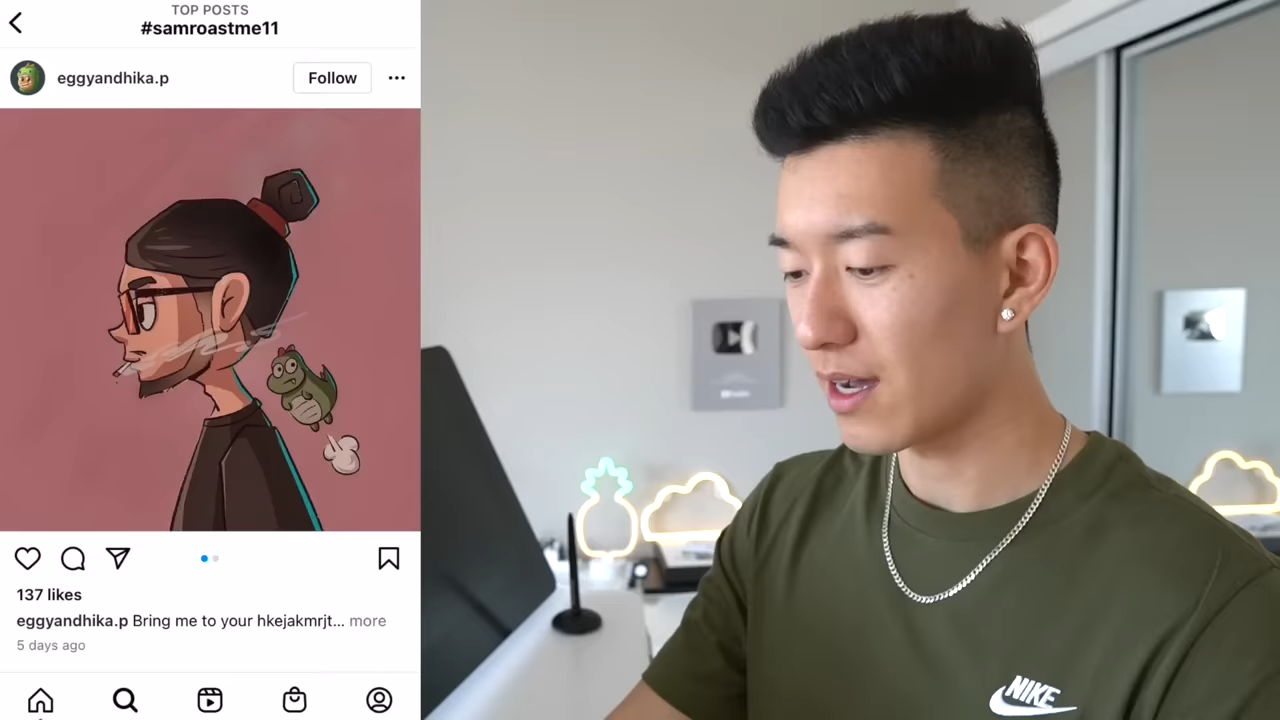 TOP POSTS
#samroastme11
eggyandhika.p
Follow
137 likes
eggyandhika.p Bring me to your hkejakmrjt... more
5 days ago
NIKE